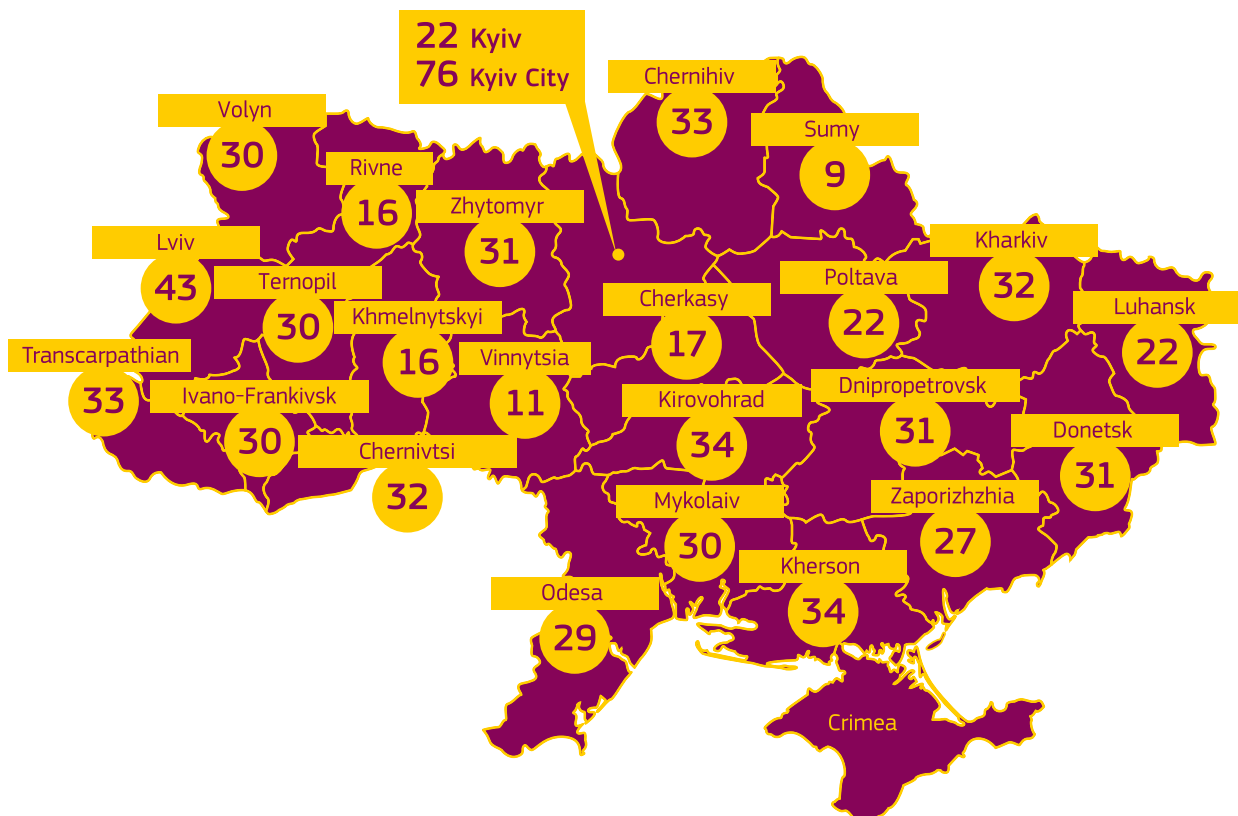 22 Kyiv
76 Kyiv City
Chernihiv
33
Volyn
30
Sumy
9
Rivne
16
Zhytomyr
31
Lviv
43
Kharkiv
32
Ternopil
30
Poltava
22
Cherkasy
17
Luhansk
22
Khmelnytskyi
16
Transcarpathian
33
Vinnytsia
11
Ivano-Frankivsk
30
Dnipropetrovsk
31
Kirovohrad
34
Donetsk
31
Chernivtsi
32
Zaporizhzhia
27
Mykolaiv
30
Kherson
34
Odesa
29
Crimea